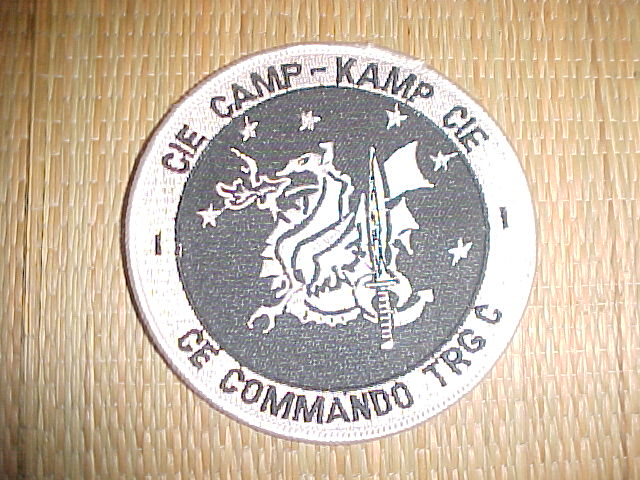 CIE CAMP - KAMP CIE
CE COMMANDO TRG C